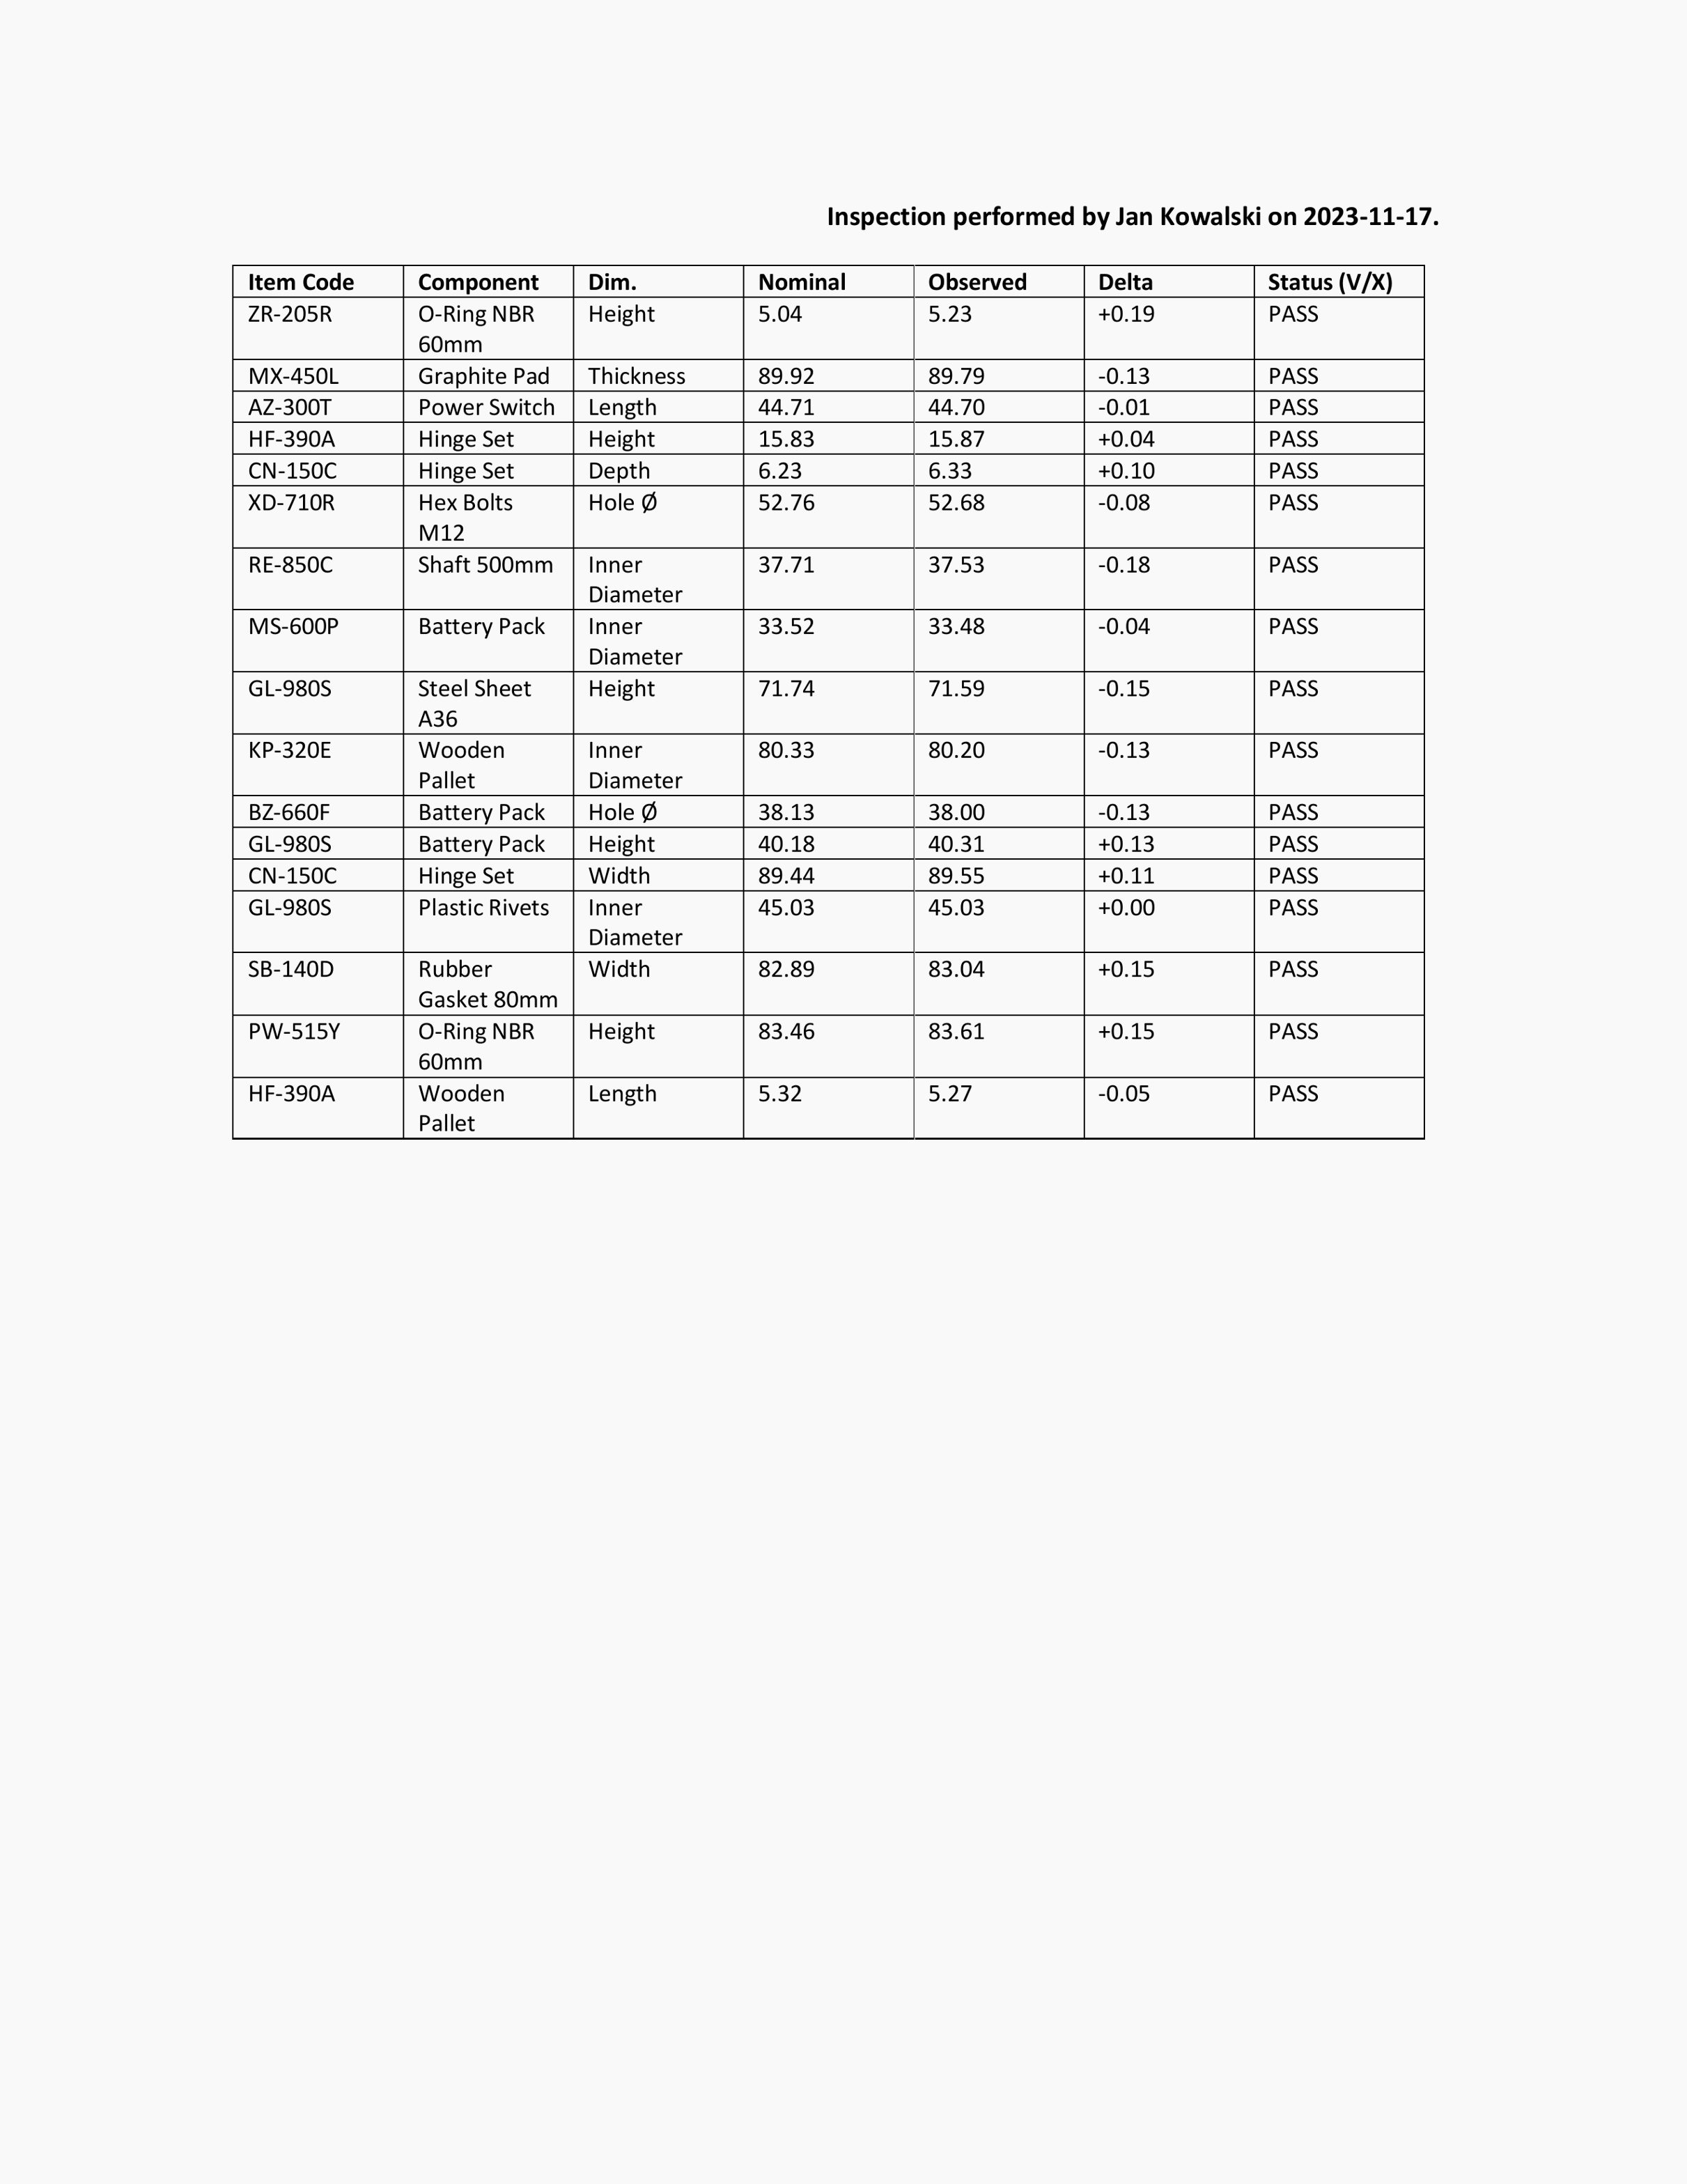 Inspection performed by Jan Kowalski on 2023-11-17.
Item Code Component Dim. Nominal Observed Delta Status (V/X)
ZR-205R O-Ring NBR Height 5.04 5.23 +0.19 PASS
60mm
MX-450L Graphite Pad Thickness 89.92 89.79 -0.13 PASS
AZ-300T Power Switch Length 44.71 44.70 -0.01 PASS
HF-390A Hinge Set Height 15.83 15.87 +0.04 PASS
CN-150C Hinge Set Depth 6.23 6.33 +0.10 PASS
XD-710R Hex Bolts Hole Ø 52.76 52.68 -0.08 PASS
M12
RE-850C Shaft 500mm Inner 37.71 37.53 -0.18 PASS
Diameter
MS-600P Battery Pack Inner 33.52 33.48 -0.04 PASS
Diameter
GL-980S Steel Sheet Height 71.74 71.59 -0.15 PASS
A36
KP-320E Wooden Inner 80.33 80.20 -0.13 PASS
Pallet Diameter
BZ-660F Battery Pack Hole Ø 38.13 38.00 -0.13 PASS
GL-980S Battery Pack Height 40.18 40.31 +0.13 PASS
CN-150C Hinge Set Width 89.44 89.55 +0.11 PASS
GL-980S Plastic Rivets Inner 45.03 45.03 +0.00 PASS
Diameter
SB-140D Rubber Width 82.89 83.04 +0.15 PASS
Gasket 80mm
PW-515Y O-Ring NBR Height 83.46 83.61 +0.15 PASS
60mm
HF-390A Wooden Length 5.32 5.27 -0.05 PASS
Pallet